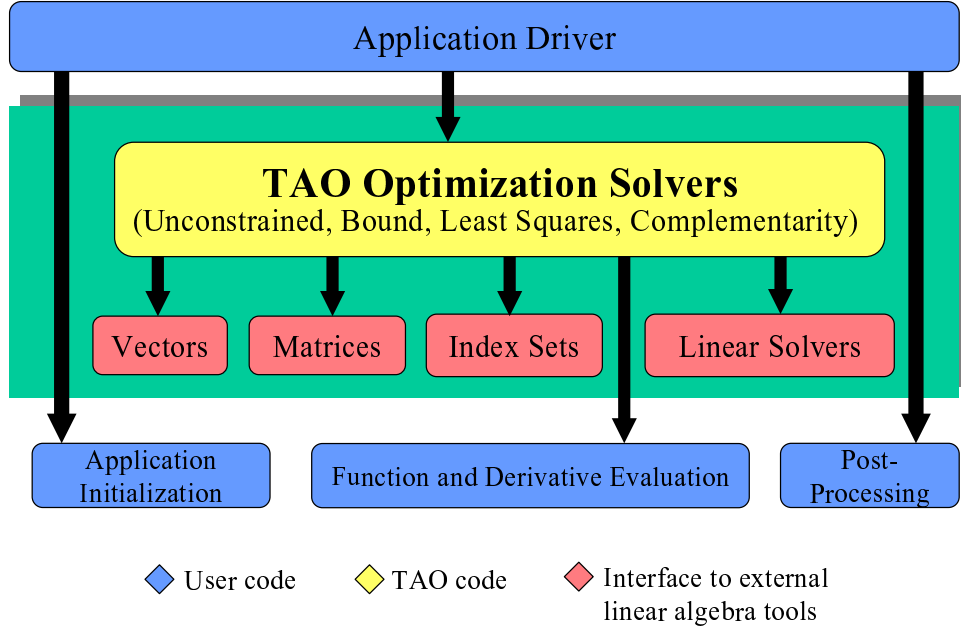 Application Driver
TAO Optimization Solvers
(Unconstrained, Bound, Least Squares, Complementarity)
Vectors
Matrices
Index Sets
Linear Solvers
Application
Initialization
Function and Derivative Evaluation
Post-
Processing
User code
TAO code
Interface to external
linear algebra tools